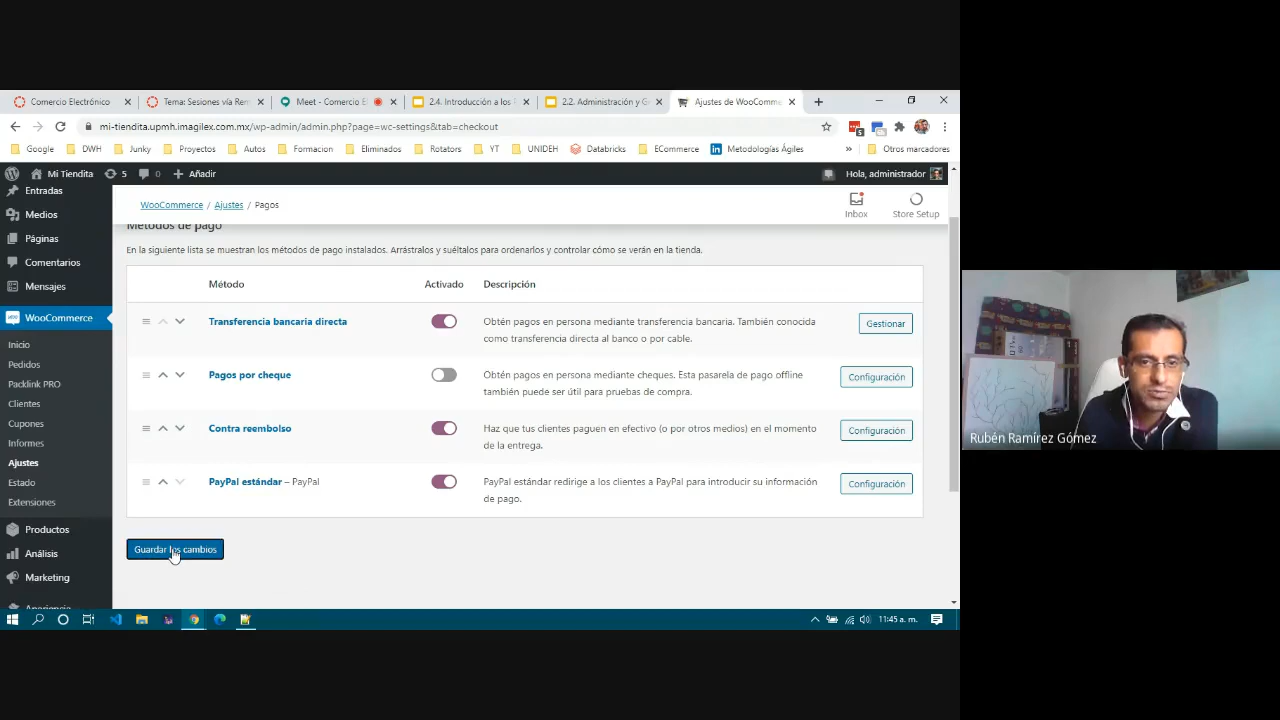 Comercio Electrónico
Tema: Sesiones vía Rem
Meet - Comercio E
2.4. Introducción a los
2.2. Administración y G
Ajustes de WooComme
mi-tiendita.upmh.imagilex.com.mx/wp-admin/admin.php?page=wc-settings&tab=checkout
5
Google
DWH
Junky
Proyectos
Autos
Formacion
Eliminados
Rotators
YT
UNIDEH
Databricks
ECommerce
Metodologías Ágiles
»
Otros marcadores
Mi Tiendita
5
0
Añadir
Hola, administrador
Entradas
Medios
Páginas
Comentarios
Mensajes
WooCommerce
Inicio
Pedidos
Packlink PRO
Clientes
Cupones
Informes
Ajustes
Estado
Extensiones
Productos
Análisis
Marketing
Apariencia
WooCommerce / Ajustes / Pagos
Inbox
Store Setup
Métodos de pago
En la siguiente lista se muestran los métodos de pago instalados. Arrástralos y suéltalos para ordenarlos y controlar cómo se verán en la tienda.
Método Activado Descripción
Transferencia bancaria directa
Obtén pagos en persona mediante transferencia bancaria. También conocida
como transferencia directa al banco o por cable.
Gestionar
Pagos por cheque
Obtén pagos en persona mediante cheques. Esta pasarela de pago offline
también puede ser útil para pruebas de compra.
Configuración
Contra reembolso
Haz que tus clientes paguen en efectivo (o por otros medios) en el momento
de la entrega.
Configuración
PayPal estándar – PayPal
PayPal estándar redirige a los clientes a PayPal para introducir su información
de pago.
Configuración
Guardar los cambios
11:45 a. m.
Rubén Ramírez Gómez